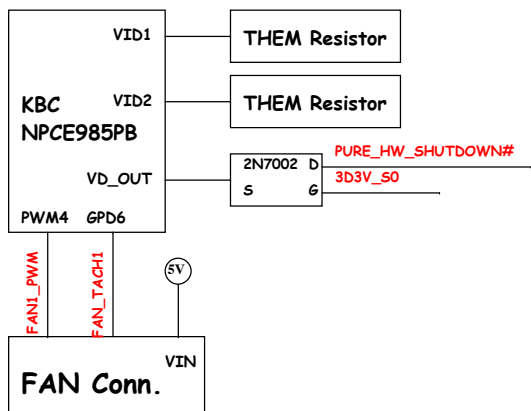 VID1
THEM Resistor
KBC
NPCE985PB
VID2
THEM Resistor
VD_OUT
2N7002 D
S G
PURE_HW_SHUTDOWN#
3D3V_S0
PWM4 GPD6
FAN1_PWM
FAN_TACH1
5V
VIN
FAN Conn.